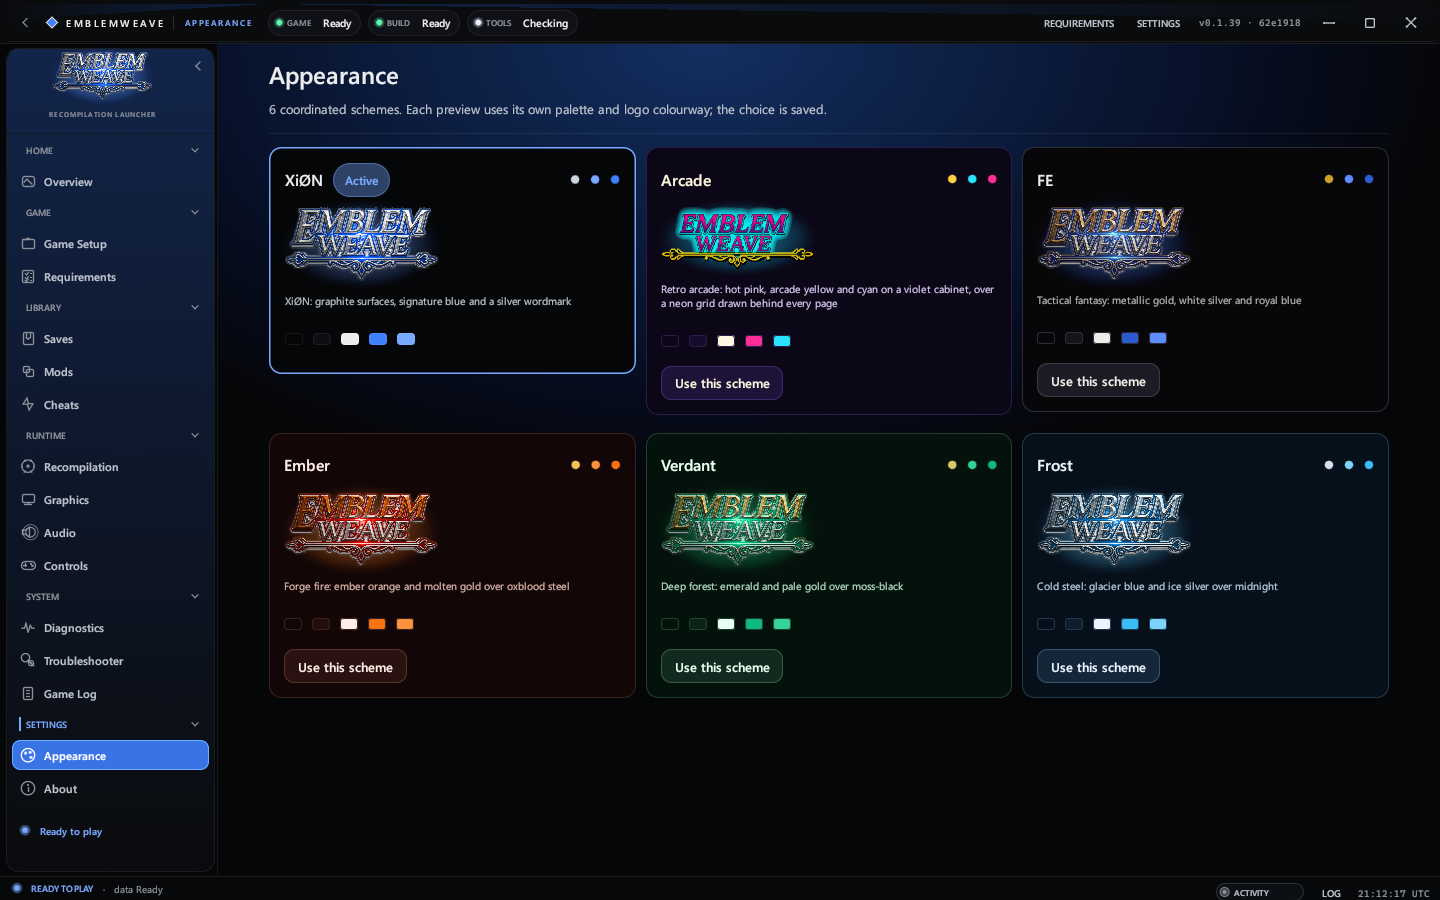 EMBLEMWEAVE
APPEARANCE
GAME Ready
BUILD Ready
TOOLS Checking
REQUIREMENTS
SETTINGS
v0.1.39 · 62e1918
EMBLEM
WEAVE
RECOMPILATION LAUNCHER
HOME
Overview
GAME
Game Setup
Requirements
LIBRARY
Saves
Mods
Cheats
RUNTIME
Recompilation
Graphics
Audio
Controls
SYSTEM
Diagnostics
Troubleshooter
Game Log
SETTINGS
Appearance
About
Ready to play
Appearance
6 coordinated schemes. Each preview uses its own palette and logo colourway; the choice is saved.
XiØN Active
EMBLEM
WEAVE
XiØN: graphite surfaces, signature blue and a silver wordmark
Arcade
EMBLEM
WEAVE
Retro arcade: hot pink, arcade yellow and cyan on a violet cabinet, over
a neon grid drawn behind every page
Use this scheme
FE
EMBLEM
WEAVE
Tactical fantasy: metallic gold, white silver and royal blue
Use this scheme
Ember
EMBLEM
WEAVE
Forge fire: ember orange and molten gold over oxblood steel
Use this scheme
Verdant
EMBLEM
WEAVE
Deep forest: emerald and pale gold over moss-black
Use this scheme
Frost
EMBLEM
WEAVE
Cold steel: glacier blue and ice silver over midnight
Use this scheme
READY TO PLAY · data Ready
ACTIVITY
LOG
21:12:17 UTC